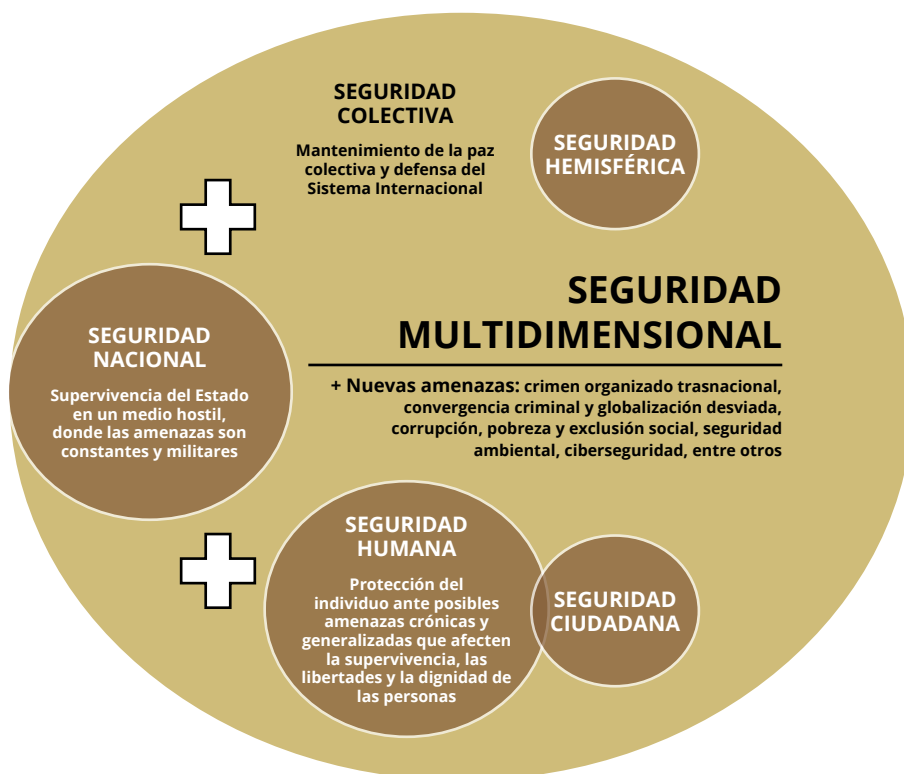 SEGURIDAD
COLECTIVA
Mantenimiento de la paz
colectiva y defensa del
Sistema Internacional
SEGURIDAD
HEMISFÉRICA
SEGURIDAD
NACIONAL
Supervivencia del Estado
en un medio hostil,
donde las amenazas son
constantes y militares
SEGURIDAD
MULTIDIMENSIONAL
+ Nuevas amenazas: crimen organizado trasnacional,
convergencia criminal y globalización desviada,
corrupción, pobreza y exclusión social, seguridad
ambiental, ciberseguridad, entre otros
SEGURIDAD
HUMANA
Protección del
individuo ante posibles
amenazas crónicas y
generalizadas que afecten
la supervivencia, las
libertades y la dignidad de
las personas
SEGURIDAD
CIUDADANA